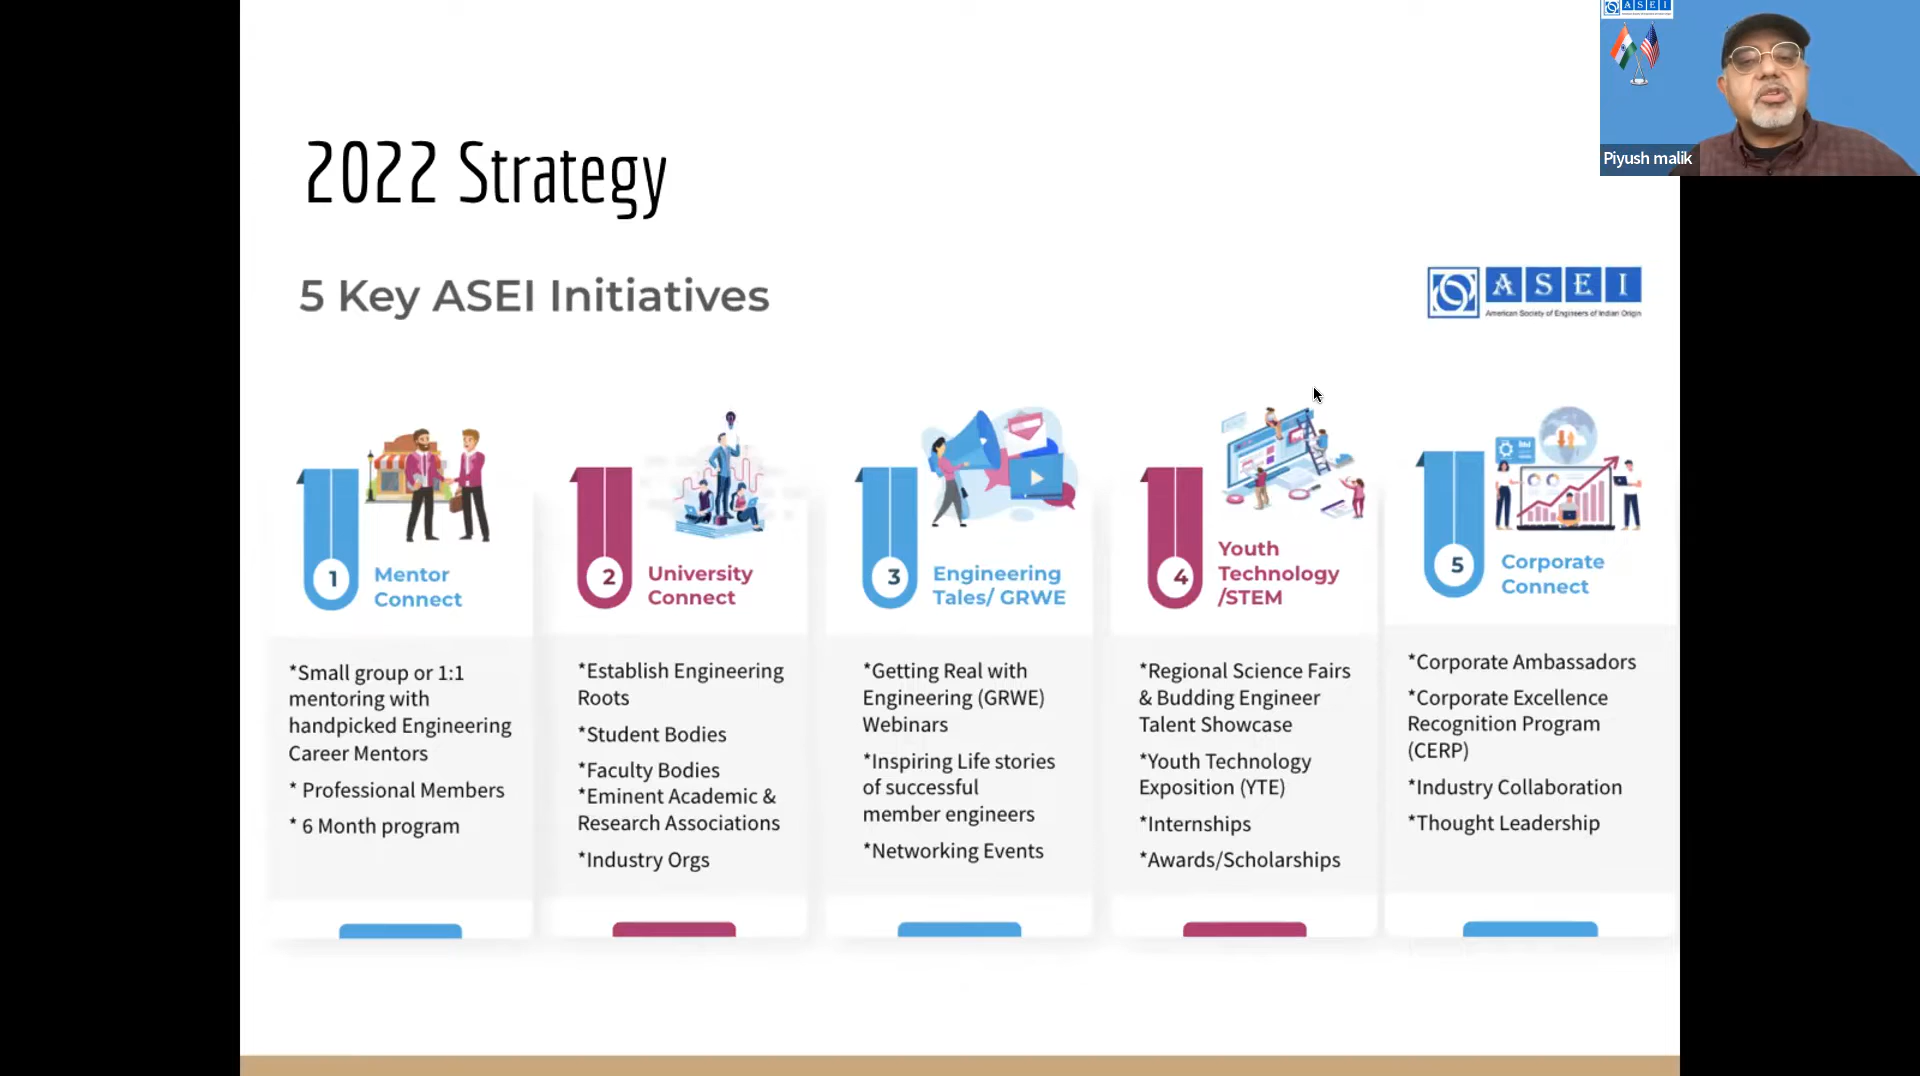 A S E I
Piyush malik
2022 Strategy
5 Key ASEI Initiatives
A S E I
American Society of Engineers of Indian Origin
1
Mentor
Connect
*Small group or 1:1
mentoring with
handpicked Engineering
Career Mentors
* Professional Members
* 6 Month program
2
University
Connect
*Establish Engineering
Roots
*Student Bodies
*Faculty Bodies
*Eminent Academic &
Research Associations
*Industry Orgs
3
Engineering
Tales/ GRWE
*Getting Real with
Engineering (GRWE)
Webinars
*Inspiring Life stories
of successful
member engineers
*Networking Events
4
Youth
Technology
/STEM
*Regional Science Fairs
& Budding Engineer
Talent Showcase
*Youth Technology
Exposition (YTE)
*Internships
*Awards/Scholarships
5
Corporate
Connect
*Corporate Ambassadors
*Corporate Excellence
Recognition Program
(CERP)
*Industry Collaboration
*Thought Leadership